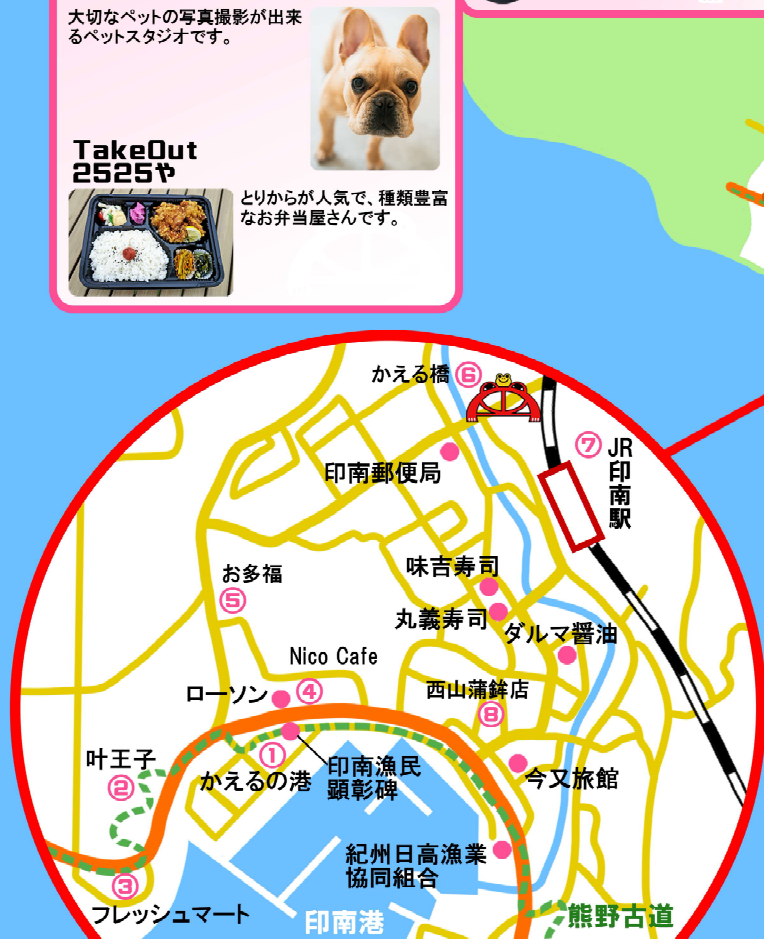 大切なペットの写真撮影が出来
るペットスタジオです。
TakeOut
2525や
とりからが人気で、種類豊富
なお弁当屋さんです。
かえる橋 ⑥
⑦ JR
印南駅
印南郵便局
味吉寿司
お多福
⑤
丸義寿司
ダルマ醤油
Nico Cafe
ローソン ④
西山蒲鉾店
⑧
叶王子
②
①
かえるの港
印南漁民
顕彰碑
今又旅館
紀州日高漁業
協同組合
③
フレッシュマート
印南港
熊野古道